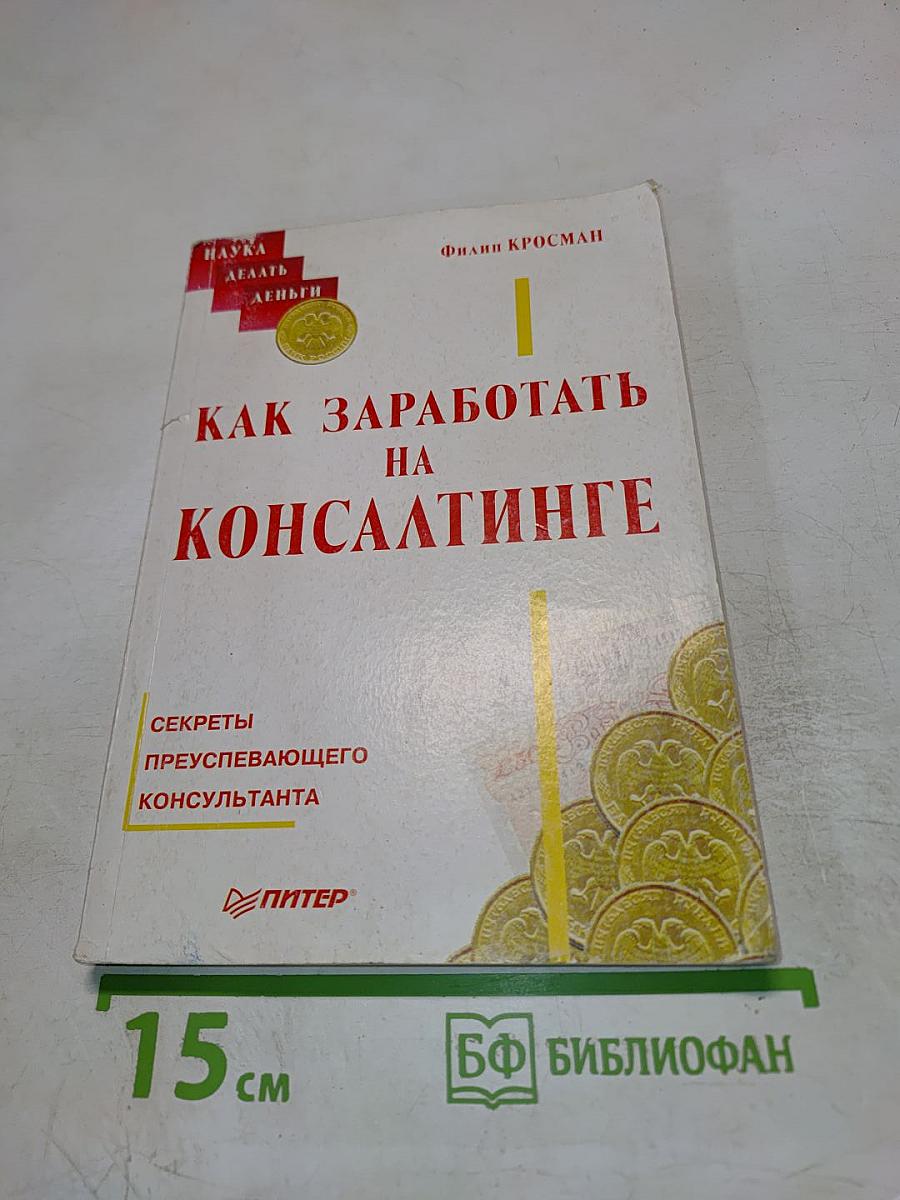 НАУКА
ДЕЛАТЬ
ДЕНЬГИ
Филип КРОСМАН
КАК ЗАРАБОТАТЬ
НА
КОНСАЛТИНГЕ
СЕКРЕТЫ
ПРЕУСПЕВАЮЩЕГО
КОНСУЛЬТАНТА
ПИТЕР®
15 см
БФ БИБЛИОФАН